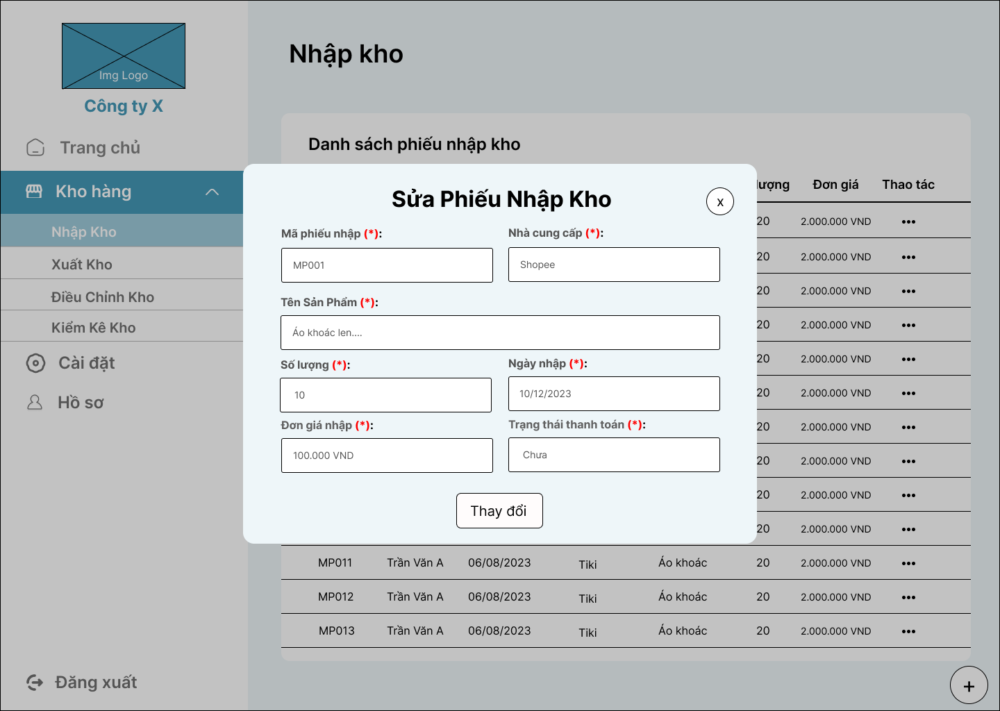 Img Logo
Công ty X
Trang chủ
Kho hàng
Nhập Kho
Xuất Kho
Điều Chỉnh Kho
Kiểm Kê Kho
Cài đặt
Hồ sơ
Đăng xuất
Nhập kho
Danh sách phiếu nhập kho
lượng Đơn giá Thao tác
20 2.000.000 VND •••
20 2.000.000 VND •••
20 2.000.000 VND •••
20 2.000.000 VND •••
20 2.000.000 VND •••
20 2.000.000 VND •••
20 2.000.000 VND •••
20 2.000.000 VND •••
20 2.000.000 VND •••
20 2.000.000 VND •••
MP011 Trần Văn A 06/08/2023 Tiki Áo khoác 20 2.000.000 VND •••
MP012 Trần Văn A 06/08/2023 Tiki Áo khoác 20 2.000.000 VND •••
MP013 Trần Văn A 06/08/2023 Tiki Áo khoác 20 2.000.000 VND •••
Sửa Phiếu Nhập Kho x
Mã phiếu nhập (*): Nhà cung cấp (*):
MP001 Shopee
Tên Sản Phẩm (*):
Áo khoác len....
Số lượng (*): Ngày nhập (*):
10 10/12/2023
Đơn giá nhập (*): Trạng thái thanh toán (*):
100.000 VND Chưa
Thay đổi
+